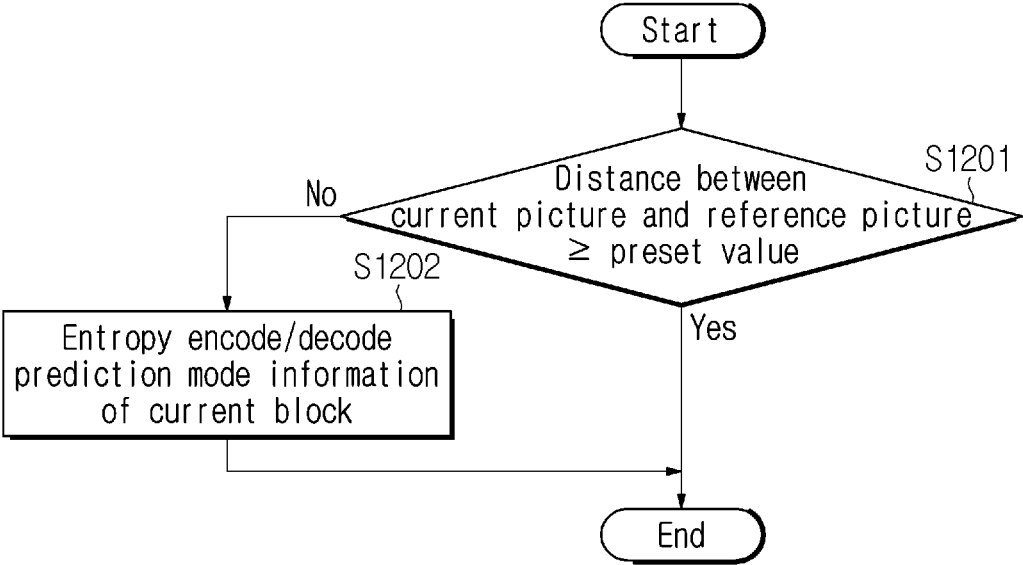 Start
S1201
Distance between
current picture and reference picture
≥ preset value
No
Yes
S1202
Entropy encode/decode
prediction mode information
of current block
End